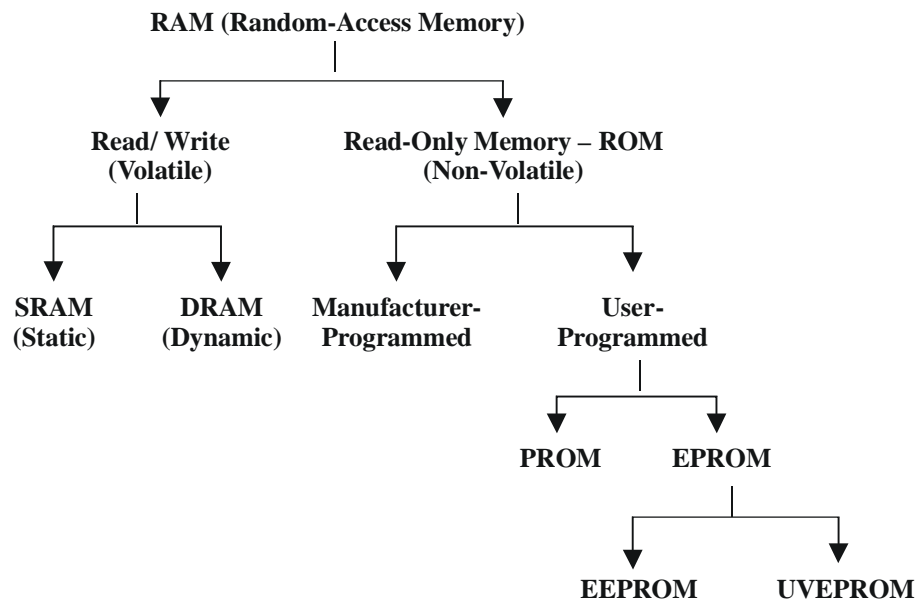 RAM (Random-Access Memory)
Read/ Write
(Volatile)
Read-Only Memory – ROM
(Non-Volatile)
SRAM
(Static)
DRAM
(Dynamic)
Manufacturer-
Programmed
User-
Programmed
PROM
EPROM
EEPROM
UVEPROM